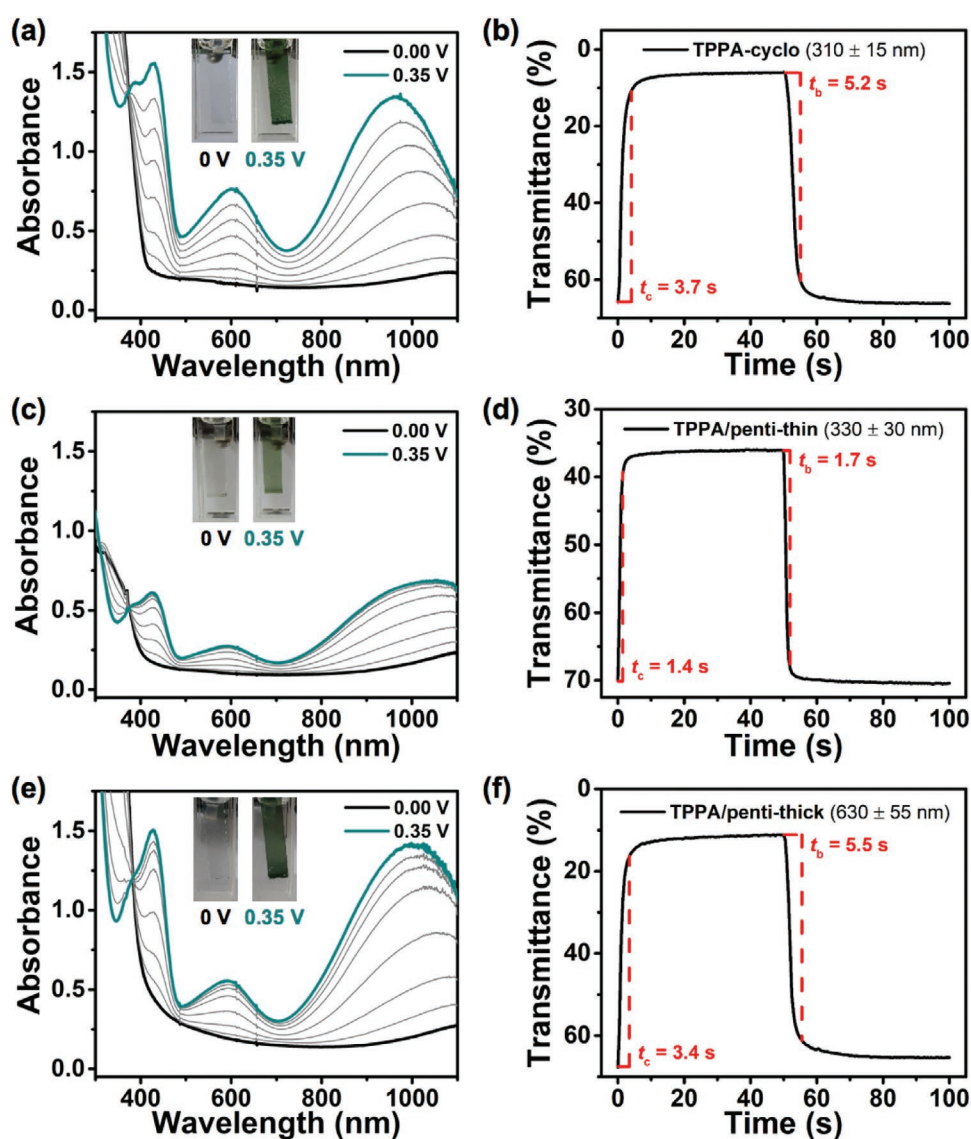 (a)
Absorbance
1.5
1.0
0.5
0.0
0.00 V
0.35 V
0 V 0.35 V
400 600 800 1000
Wavelength (nm)
(b)
Transmittance (%)
0
20
40
60
TPPA-cyclo (310 ± 15 nm)
tb = 5.2 s
tc = 3.7 s
0 20 40 60 80 100
Time (s)
(c)
Absorbance
1.5
1.0
0.5
0.0
0.00 V
0.35 V
0 V 0.35 V
400 600 800 1000
Wavelength (nm)
(d)
Transmittance (%)
30
40
50
60
70
TPPA/penti-thin (330 ± 30 nm)
tb = 1.7 s
tc = 1.4 s
0 20 40 60 80 100
Time (s)
(e)
Absorbance
1.5
1.0
0.5
0.0
0.00 V
0.35 V
0 V 0.35 V
400 600 800 1000
Wavelength (nm)
(f)
Transmittance (%)
0
20
40
60
TPPA/penti-thick (630 ± 55 nm)
tb = 5.5 s
tc = 3.4 s
0 20 40 60 80 100
Time (s)